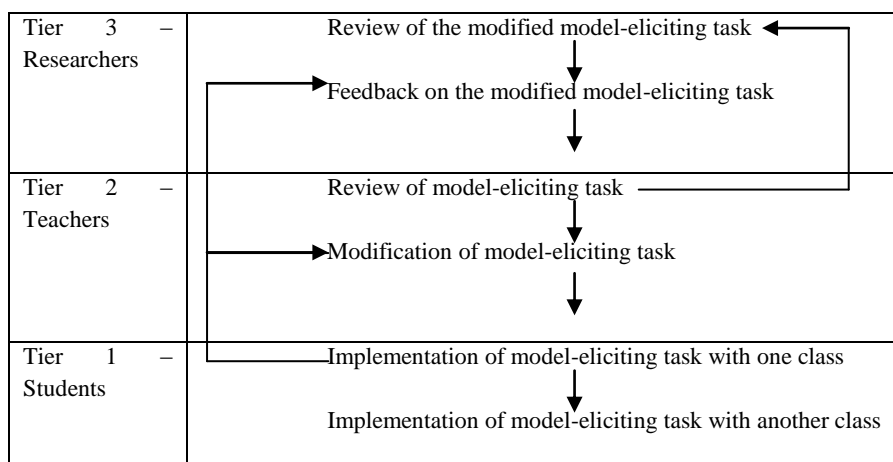 Tier 3 –
Researchers
Review of the modified model-eliciting task
Feedback on the modified model-eliciting task
Tier 2 –
Teachers
Review of model-eliciting task
Modification of model-eliciting task
Tier 1 –
Students
Implementation of model-eliciting task with one class
Implementation of model-eliciting task with another class